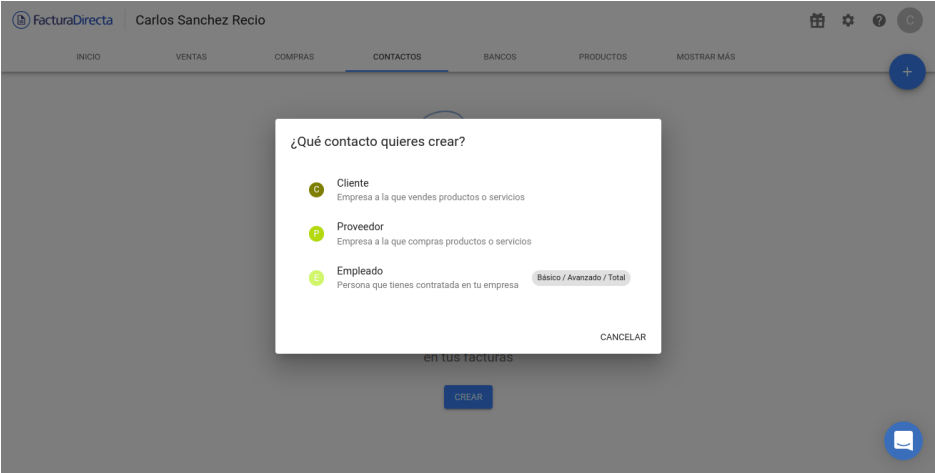 FacturaDirecta
Carlos Sanchez Recio
C
INICIO
VENTAS
COMPRAS
CONTACTOS
BANCOS
PRODUCTOS
MOSTRAR MÁS
¿Qué contacto quieres crear?
C
Cliente
Empresa a la que vendes productos o servicios
P
Proveedor
Empresa a la que compras productos o servicios
E
Empleado
Persona que tienes contratada en tu empresa
Básico / Avanzado / Total
CANCELAR
en tus facturas
CREAR